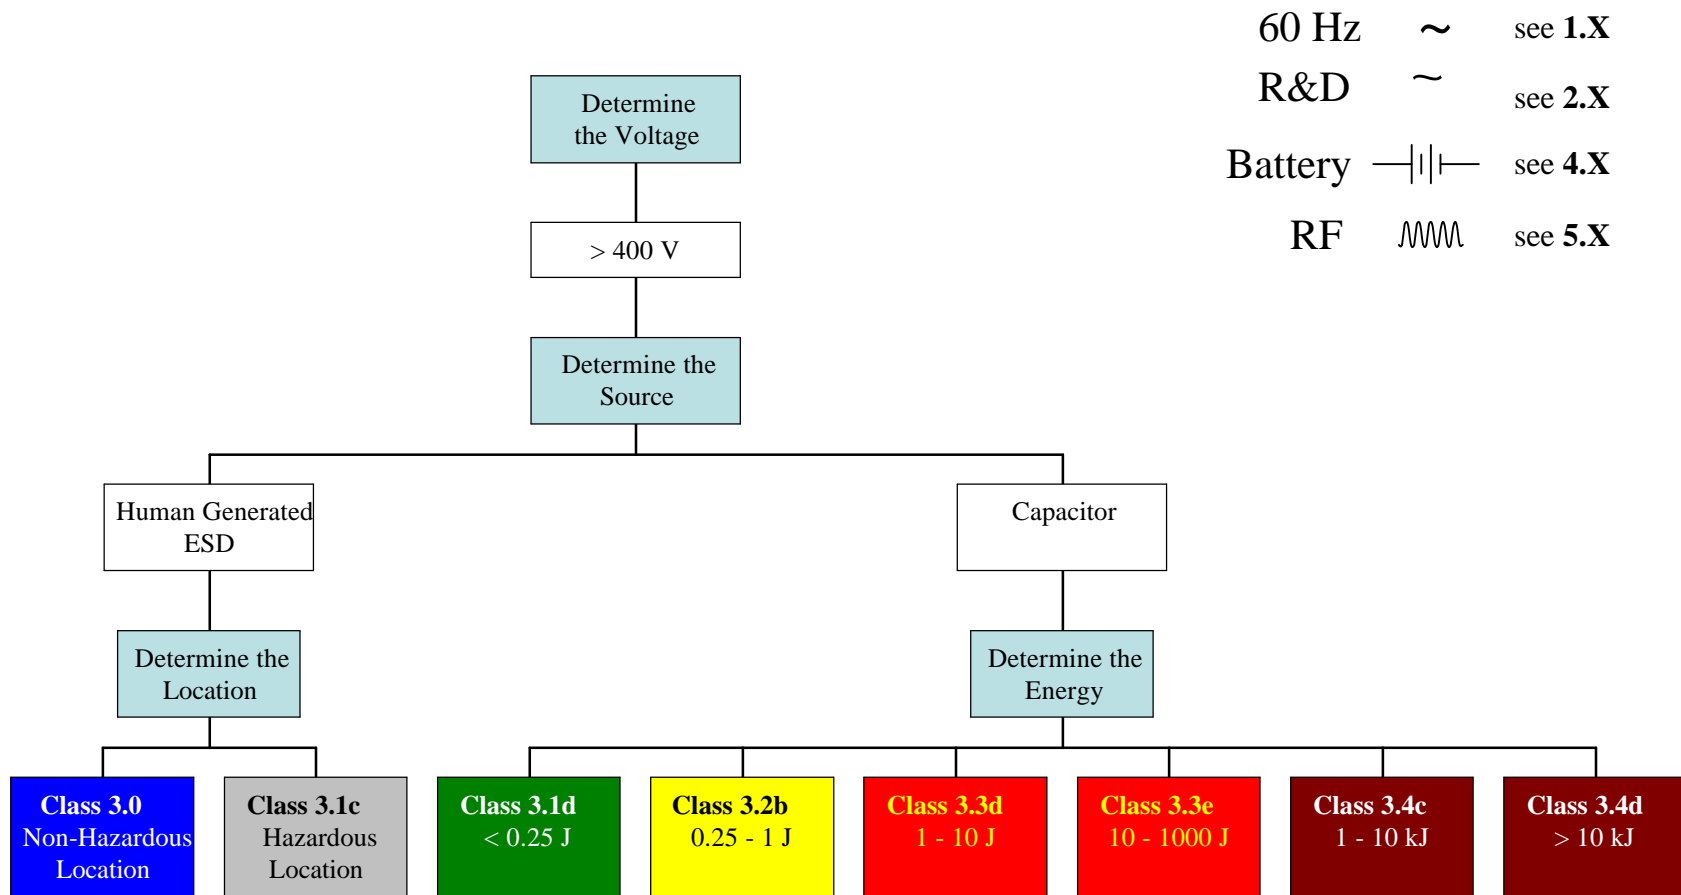 60 Hz ~ see 1.X
R&D ~ see 2.X
Battery see 4.X
RF see 5.X
Determine
the Voltage
> 400 V
Determine the
Source
Human Generated
ESD
Capacitor
Determine the
Location
Determine the
Energy
Class 3.0
Non-Hazardous
Location
Class 3.1c
Hazardous
Location
Class 3.1d
< 0.25 J
Class 3.2b
0.25 - 1 J
Class 3.3d
1 - 10 J
Class 3.3e
10 - 1000 J
Class 3.4c
1 - 10 kJ
Class 3.4d
> 10 kJ